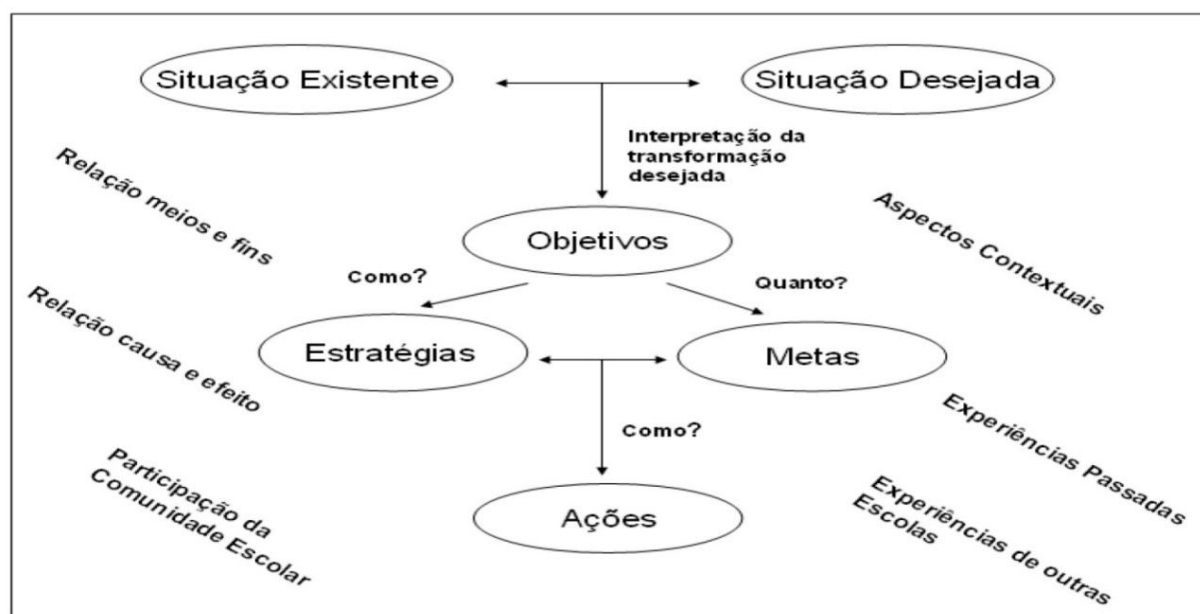 Situação Existente
Situação Desejada
Interpretação da
transformação
desejada
Relação meios e fins
Aspectos Contextuais
Objetivos
Como?
Quanto?
Relação causa e efeito
Estratégias
Metas
Experiências Passadas
Como?
Participação da
Comunidade Escolar
Ações
Experiências de outras
Escolas